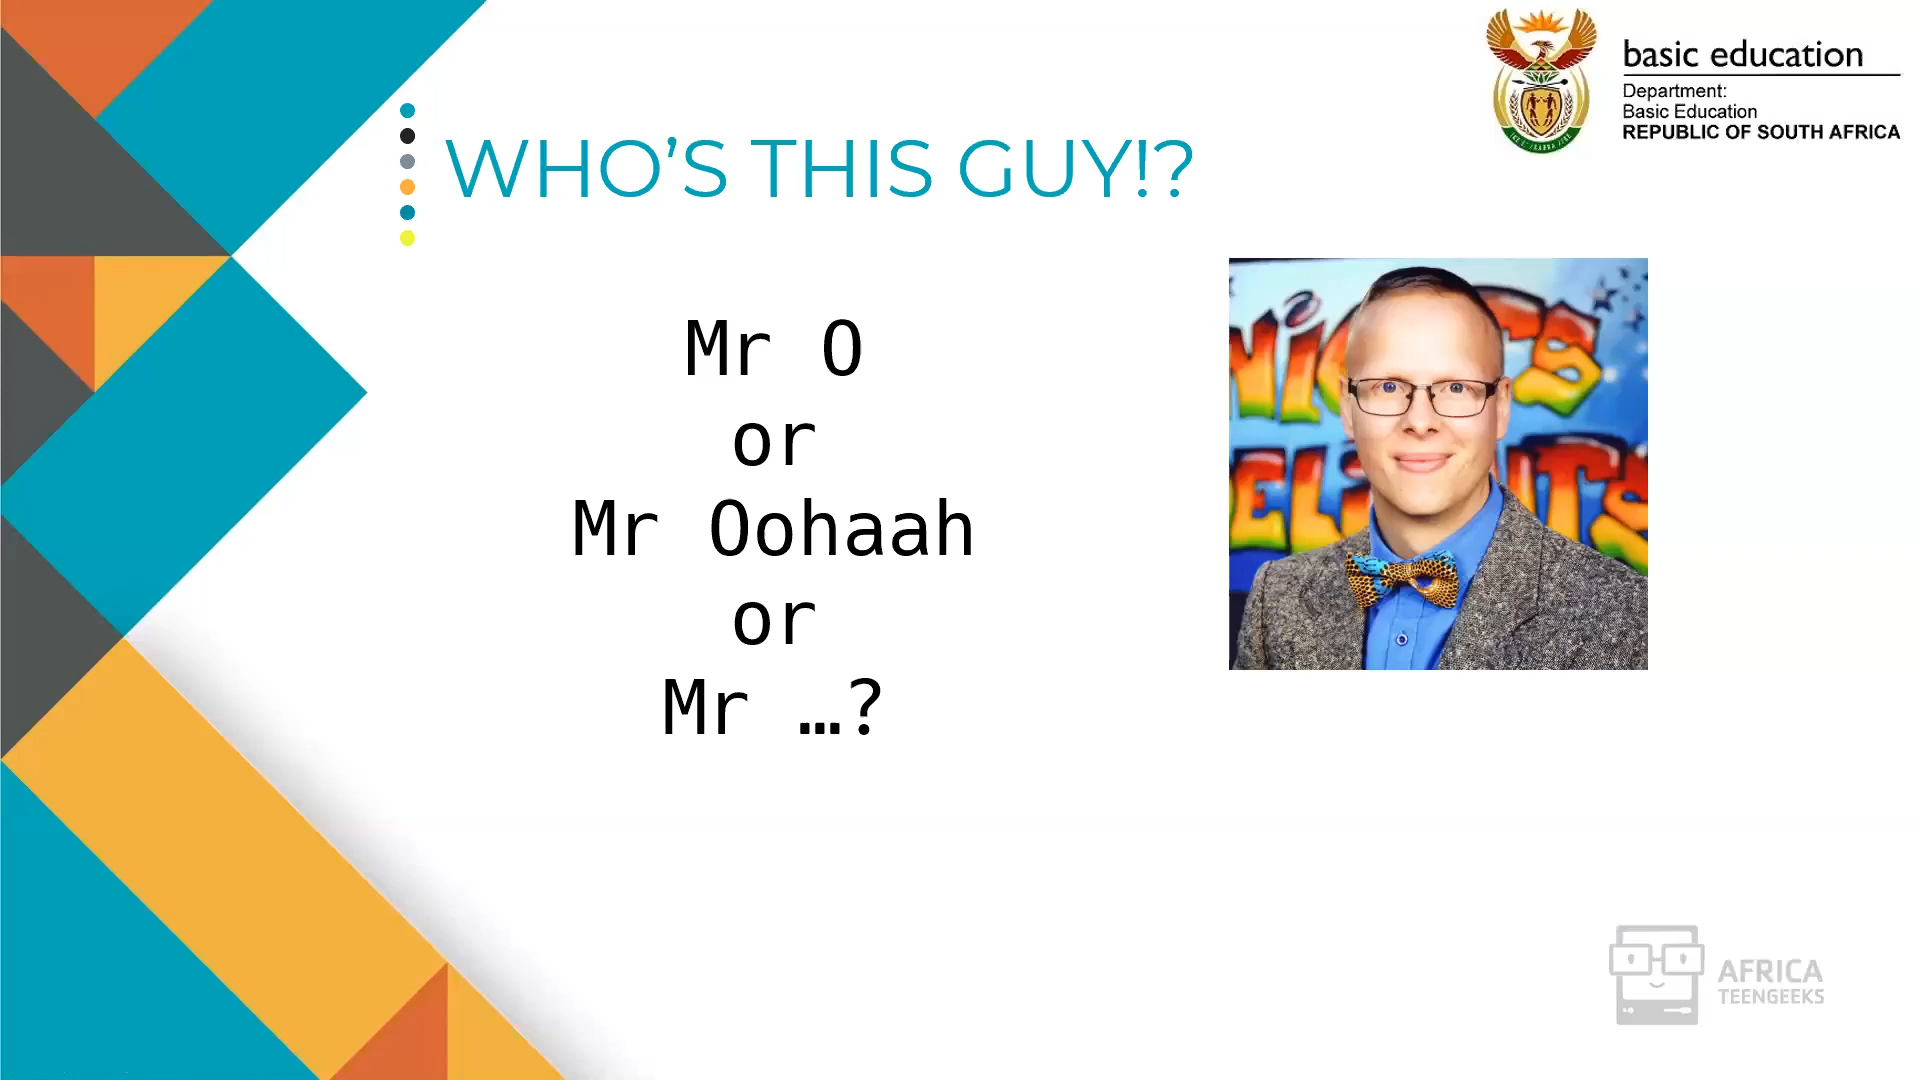 basic education
Department:
Basic Education
REPUBLIC OF SOUTH AFRICA
WHO’S THIS GUY!?
Mr O
or
Mr Oohaah
or
Mr …?
AFRICA
TEENGEEKS